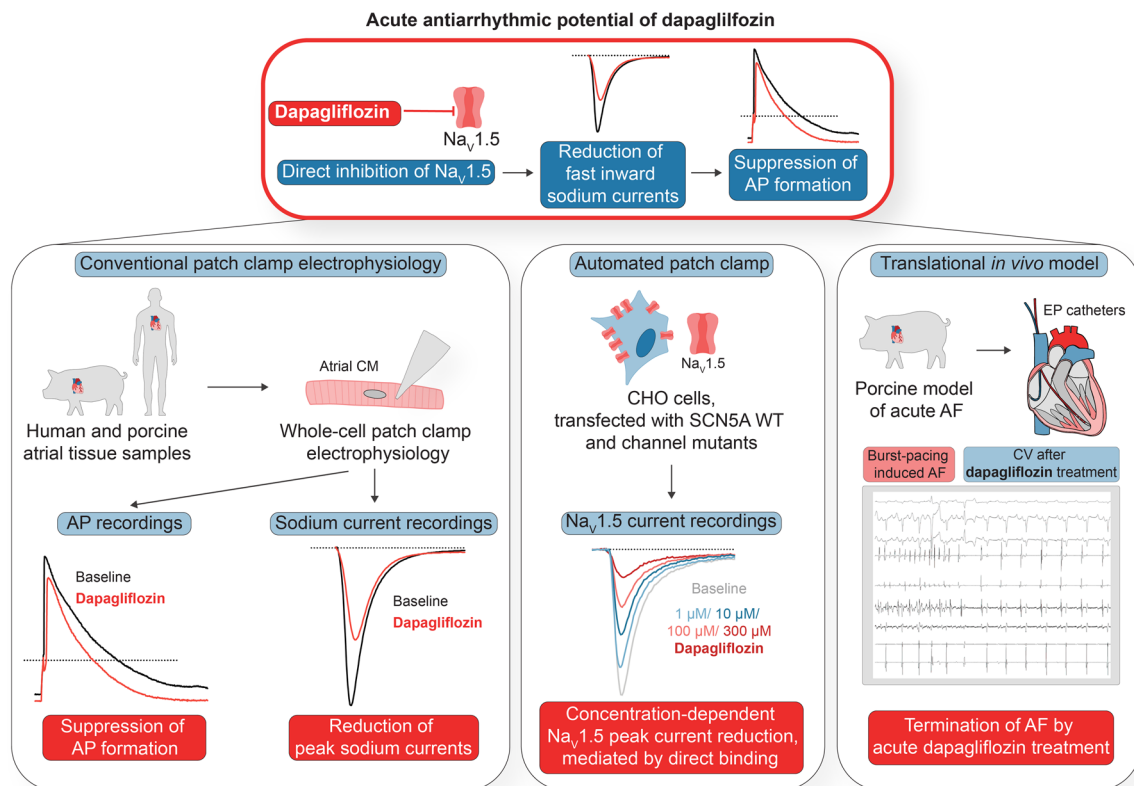 Acute antiarrhythmic potential of dapaglilfozin
Dapagliflozin
NaV1.5
Direct inhibition of NaV1.5
Reduction of
fast inward
sodium currents
Suppression of
AP formation
Conventional patch clamp electrophysiology
Atrial CM
Human and porcine
atrial tissue samples
Whole-cell patch clamp
electrophysiology
AP recordings
Baseline
Dapagliflozin
Suppression of
AP formation
Sodium current recordings
Baseline
Dapagliflozin
Reduction of
peak sodium currents
Automated patch clamp
NaV1.5
CHO cells,
transfected with SCN5A WT
and channel mutants
NaV1.5 current recordings
Baseline
1 µM/ 10 µM/
100 µM/ 300 µM
Dapagliflozin
Concentration-dependent
NaV1.5 peak current reduction,
mediated by direct binding
Translational in vivo model
EP catheters
Porcine model
of acute AF
Burst-pacing
induced AF
CV after
dapagliflozin treatment
Termination of AF by
acute dapagliflozin treatment